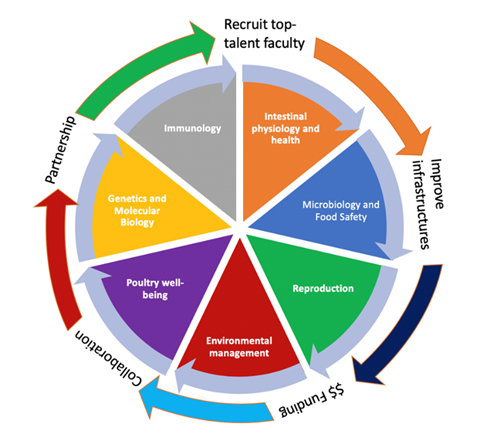 Recruit top-
talent faculty
Improve
infrastructures
$$ Funding
Collaboration
Partnership
Intestinal
physiology and
health
Microbiology and
Food Safety
Reproduction
Environmental
management
Poultry well-
being
Genetics and
Molecular
Biology
Immunology